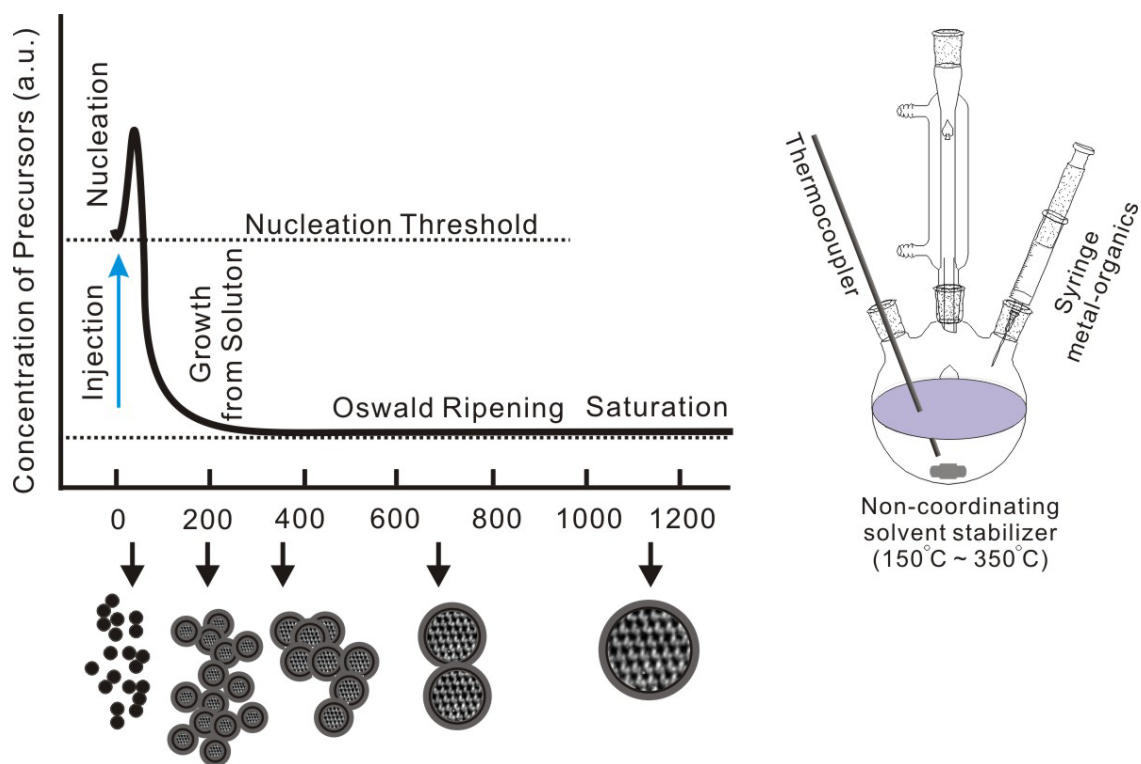 Concentration of Precursors (a.u.)
Nucleation
Injection
Nucleation Threshold
Growth
from Soluton
Oswald Ripening
Saturation
0
200
400
600
800
1000
1200
Thermocoupler
Syringe
metal-organics
Non-coordinating
solvent stabilizer
(150°C ~ 350°C)